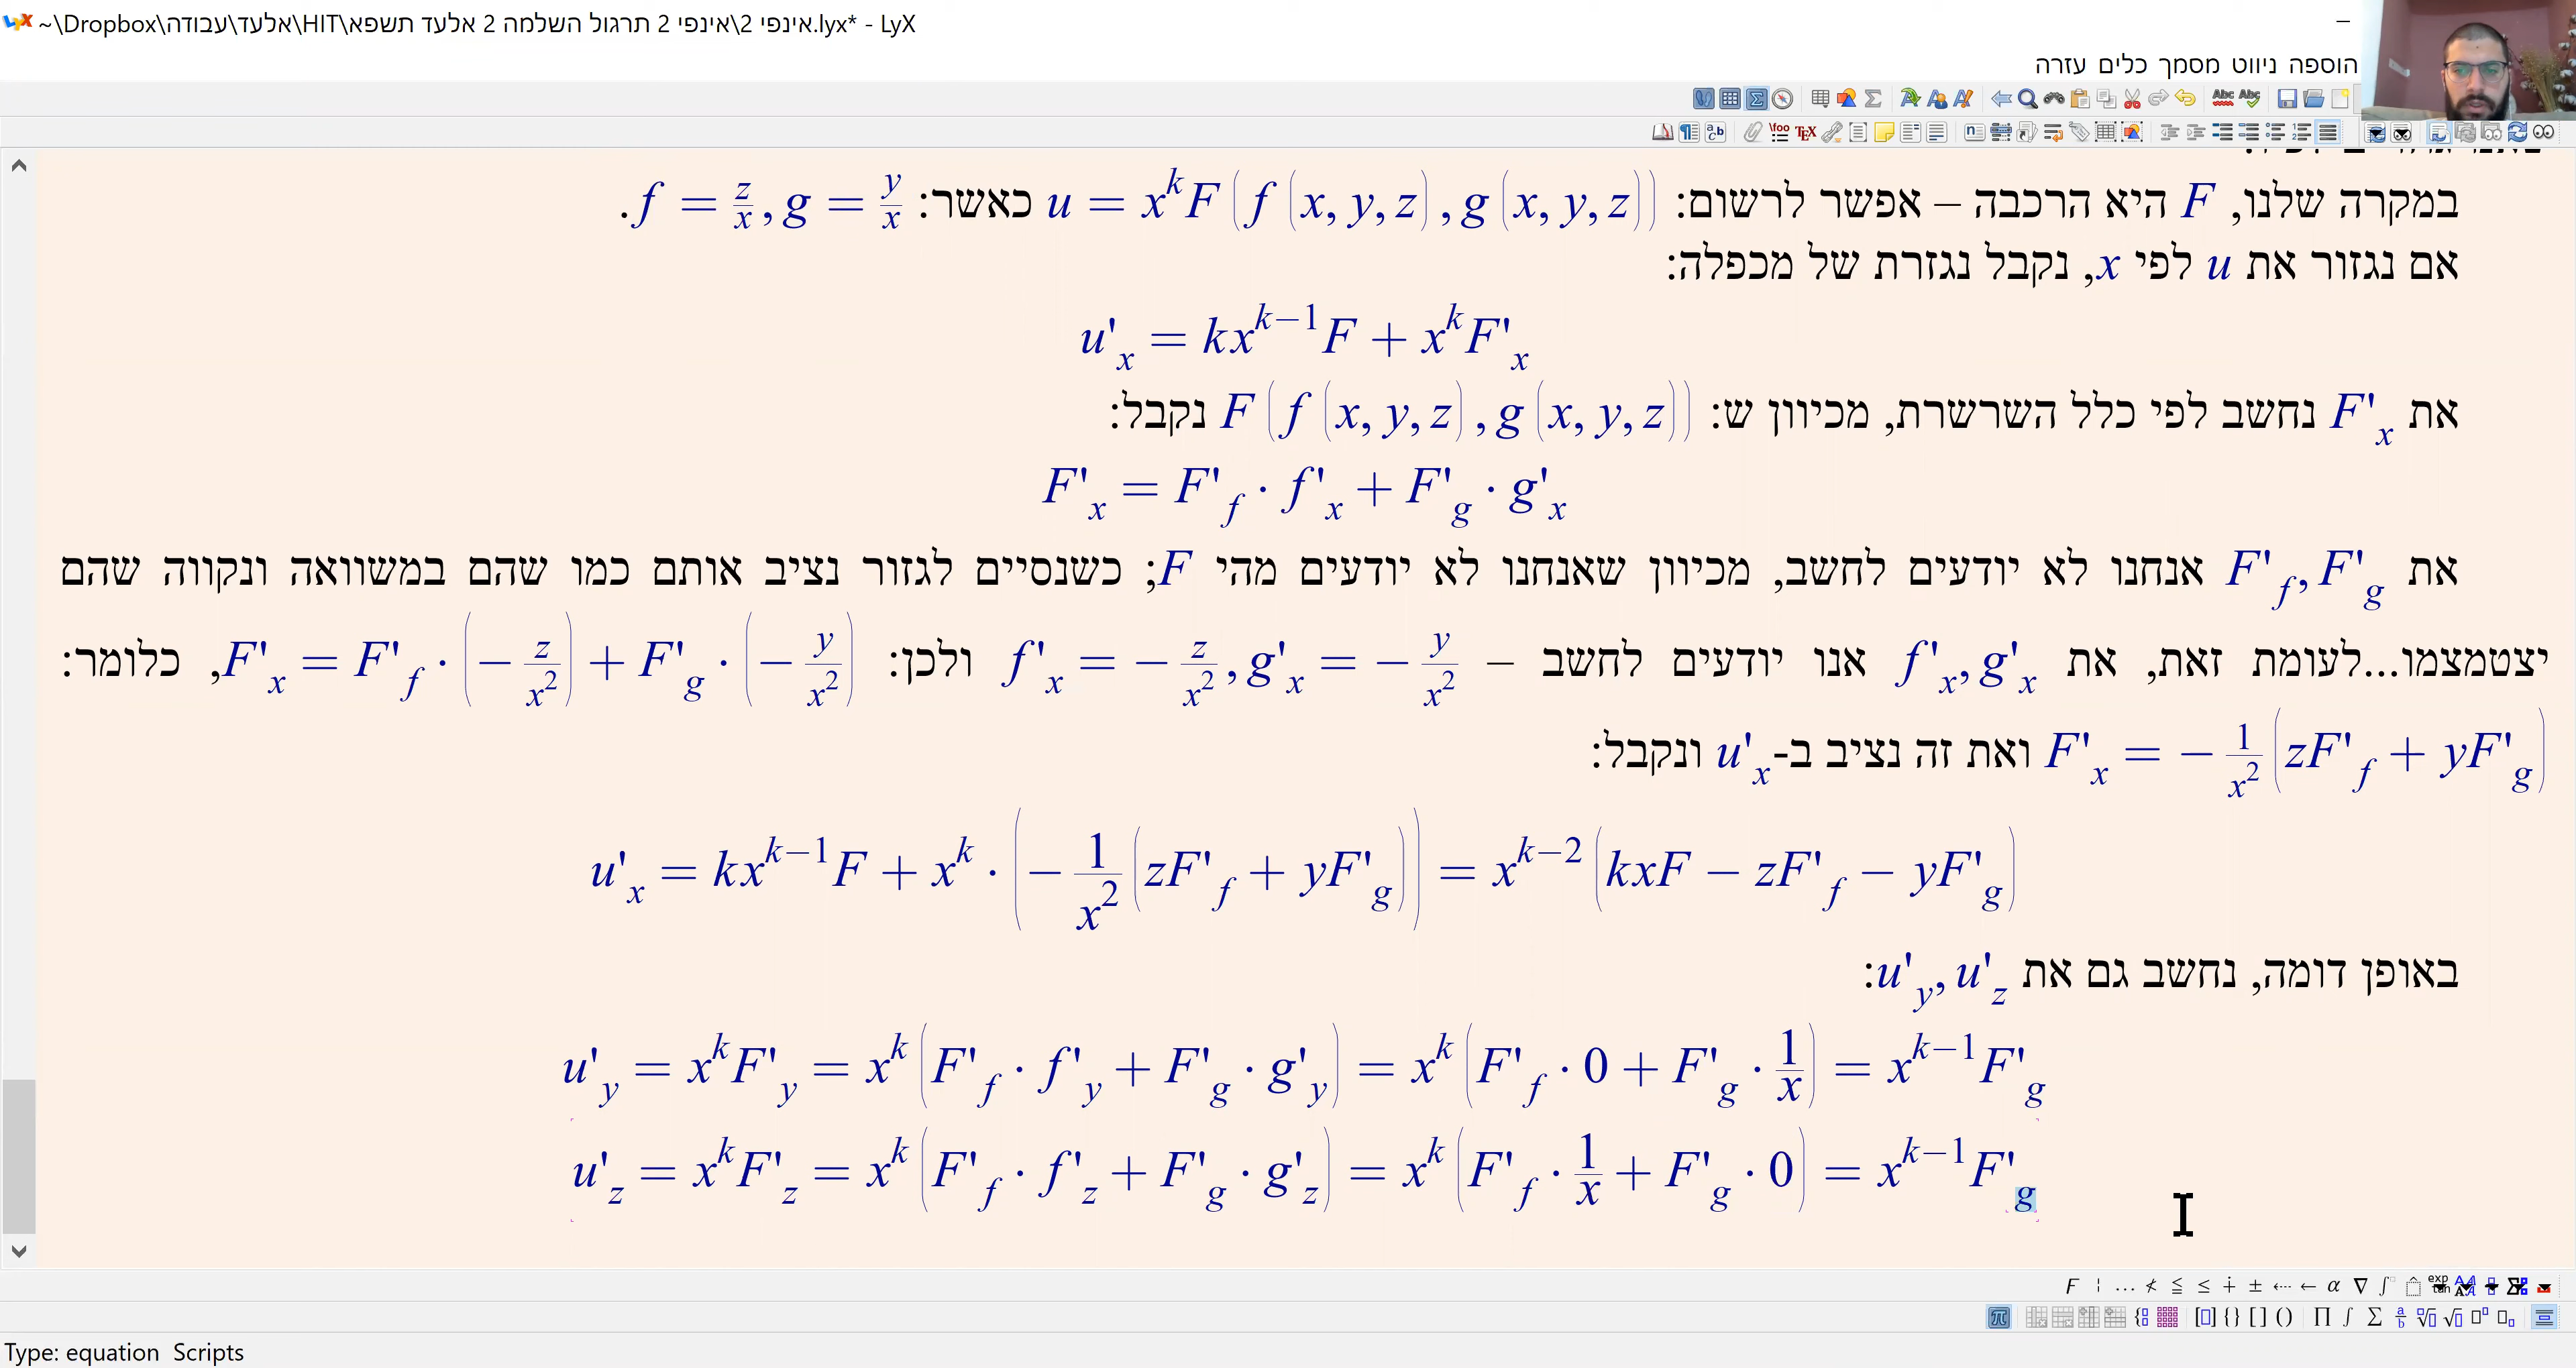 ~\Dropbox\אינפי 2\אינפי 2 תרגול השלמה 2 אלעד תשפא\HIT\אלעד\עבודה.lyx* - LyX
הוספה ניווט מסמך כלים עזרה
במקרה שלנו, F היא הרכבה – אפשר לרשום: u = x^k F(f(x, y, z), g(x, y, z)) כאשר: f = z/x, g = y/x.
אם נגזור את u לפי x, נקבל נגזרת של מכפלה:
u'_x = kx^{k-1}F + x^k F'_x
את F'_x נחשב לפי כלל השרשרת, מכיוון ש: F(f(x, y, z), g(x, y, z)) נקבל:
F'_x = F'_f · f'_x + F'_g · g'_x
את F'_f, F'_g אנחנו לא יודעים לחשב, מכיוון שאנחנו לא יודעים מהי F; כשנסיים לגזור נציב אותם כמו שהם במשוואה ונקווה שהם
יצטמצמו...לעומת זאת, את f'_x, g'_x אנו יודעים לחשב – f'_x = -z/x^2, g'_x = -y/x^2 ולכן: F'_x = F'_f · (-z/x^2) + F'_g · (-y/x^2), כלומר:
F'_x = -1/x^2 (zF'_f + yF'_g) ואת זה נציב ב-u'_x ונקבל:
u'_x = kx^{k-1}F + x^k · (-1/x^2 (zF'_f + yF'_g)) = x^{k-2}(kxF - zF'_f - yF'_g)
באופן דומה, נחשב גם את u'_y, u'_z:
u'_y = x^k F'_y = x^k (F'_f · f'_y + F'_g · g'_y) = x^k (F'_f · 0 + F'_g · 1/x) = x^{k-1}F'_g
u'_z = x^k F'_z = x^k (F'_f · f'_z + F'_g · g'_z) = x^k (F'_f · 1/x + F'_g · 0) = x^{k-1}F'_g
Type: equation Scripts